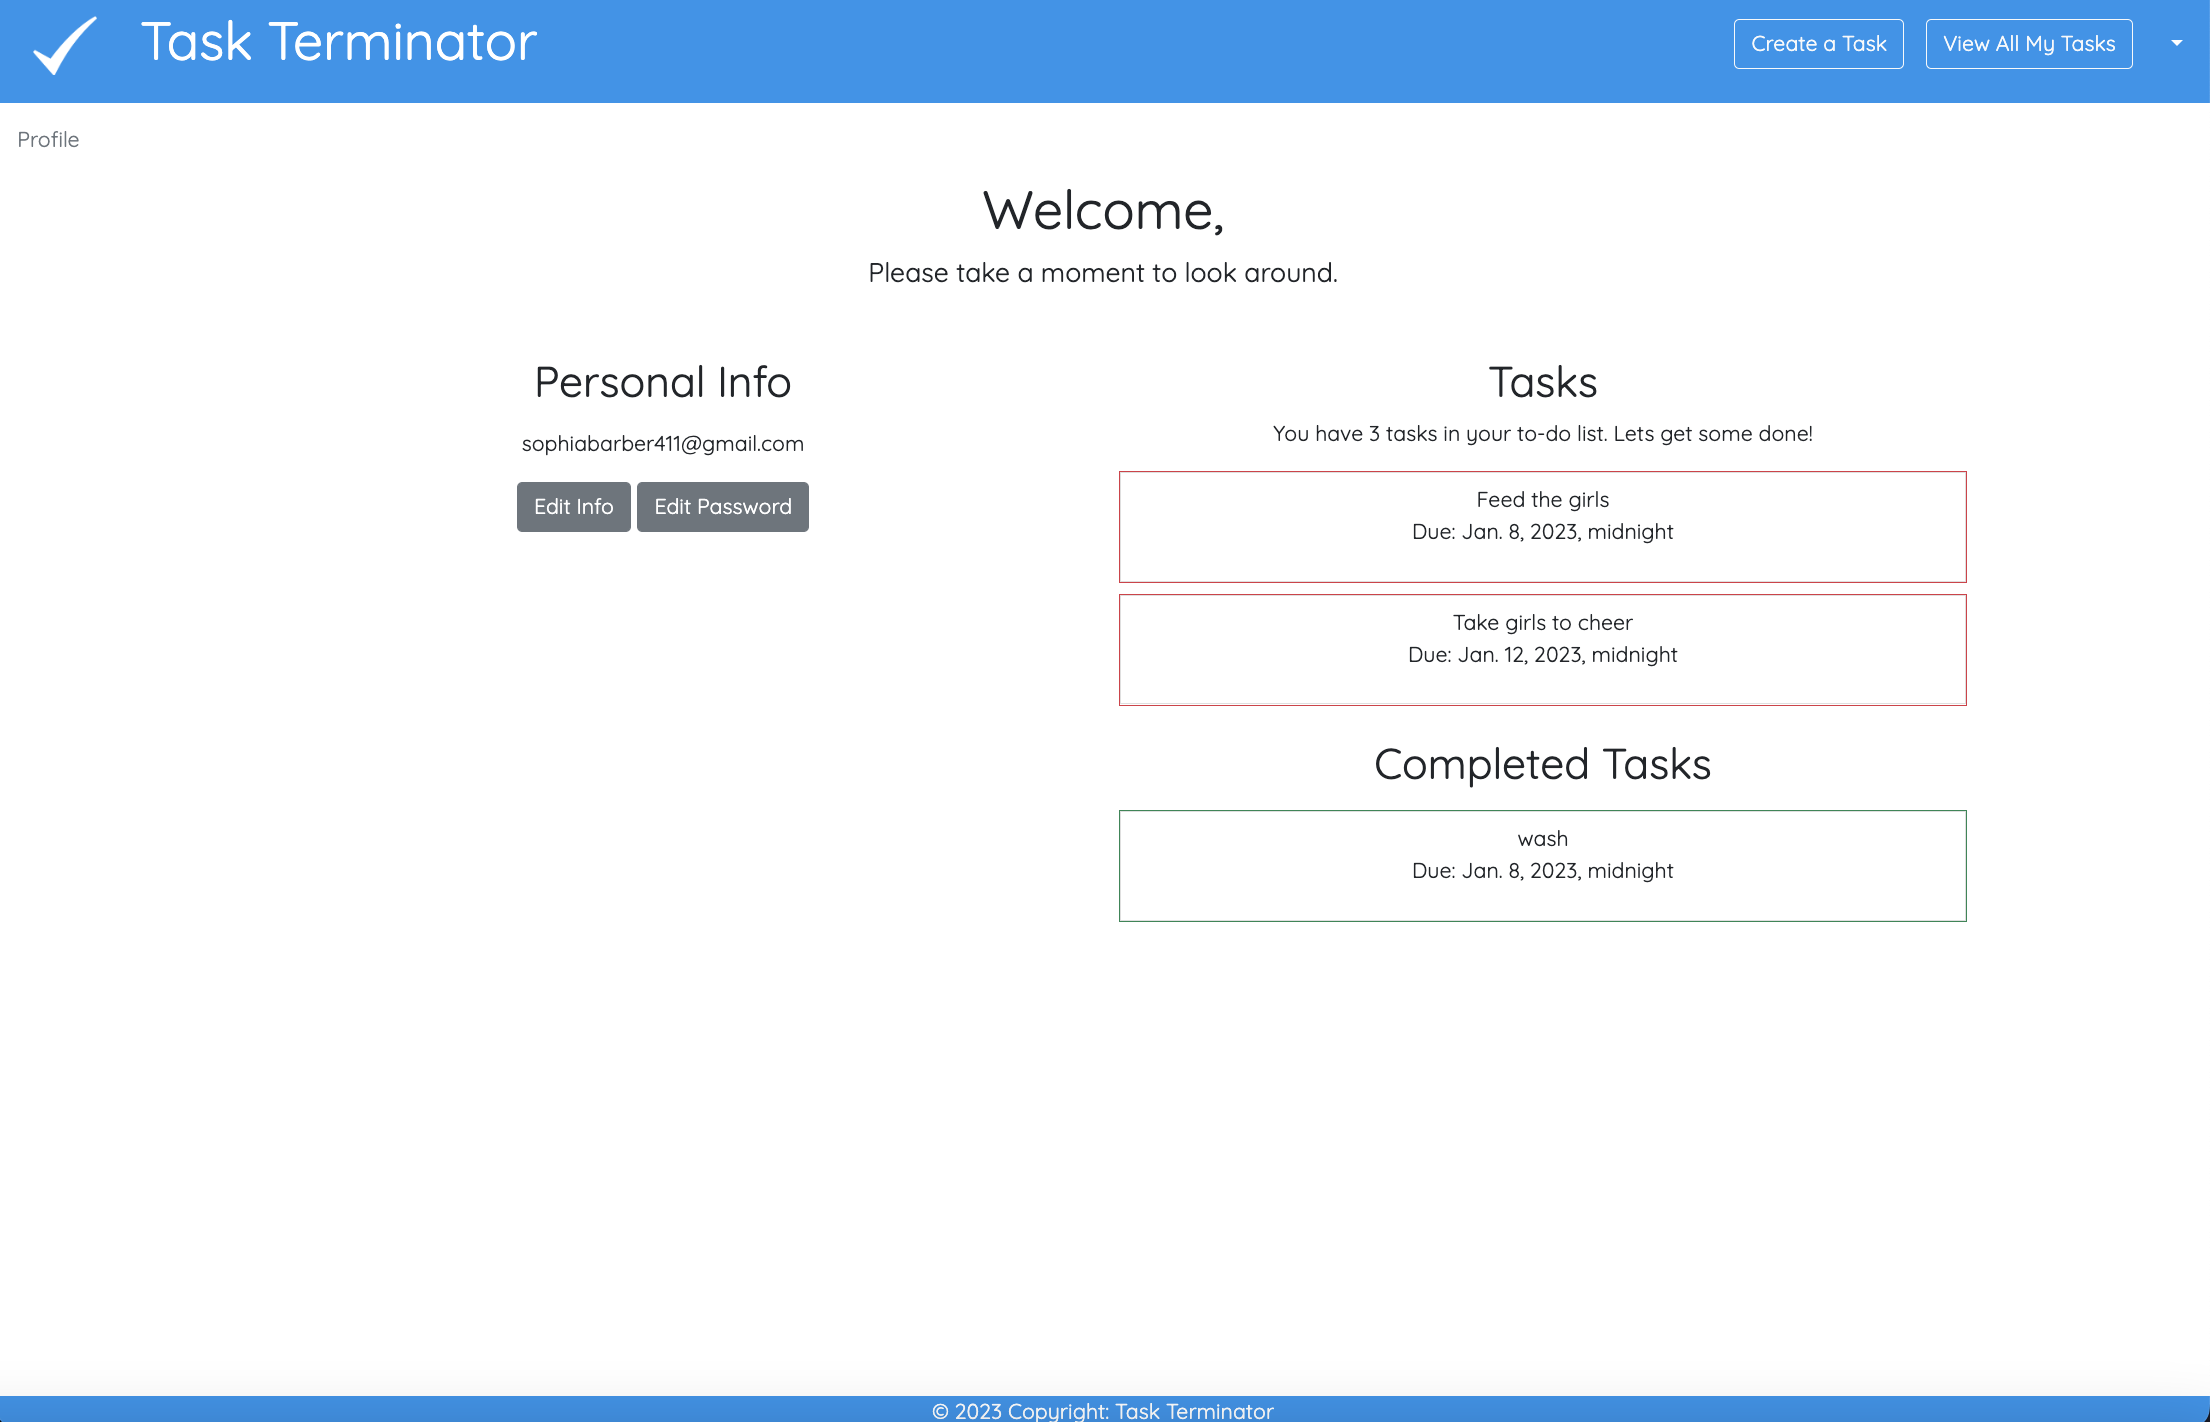 Task Terminator
Create a Task
View All My Tasks
Profile
Welcome,
Please take a moment to look around.
Personal Info
sophiabarber411@gmail.com
Edit Info
Edit Password
Tasks
You have 3 tasks in your to-do list. Lets get some done!
Feed the girls
Due: Jan. 8, 2023, midnight
Take girls to cheer
Due: Jan. 12, 2023, midnight
Completed Tasks
wash
Due: Jan. 8, 2023, midnight
© 2023 Copyright: Task Terminator